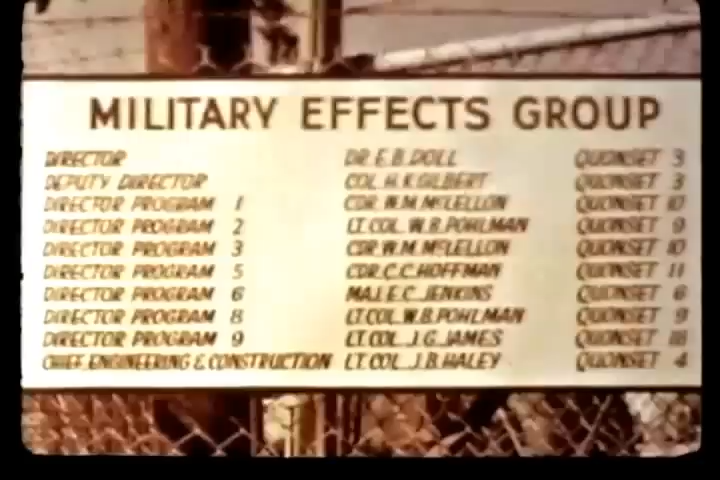 MILITARY EFFECTS GROUP
DIRECTOR DR. E.B. DOLL QUONSET 3
DEPUTY DIRECTOR COL. H.K. GILBERT QUONSET 3
DIRECTOR PROGRAM 1 CDR. W.M. McLELLON QUONSET 10
DIRECTOR PROGRAM 2 LT. COL. W.B. POHLMAN QUONSET 9
DIRECTOR PROGRAM 3 CDR. W.M. McLELLON QUONSET 10
DIRECTOR PROGRAM 5 CDR. C.C. HOFFMAN QUONSET 11
DIRECTOR PROGRAM 6 MAJ. E.C. JENKINS QUONSET 6
DIRECTOR PROGRAM 8 LT. COL. W.B. POHLMAN QUONSET 9
DIRECTOR PROGRAM 9 LT. COL. J.G. JAMES QUONSET
CHIEF, ENGINEERING & CONSTRUCTION LT. COL. J.B. HALEY QUONSET 4